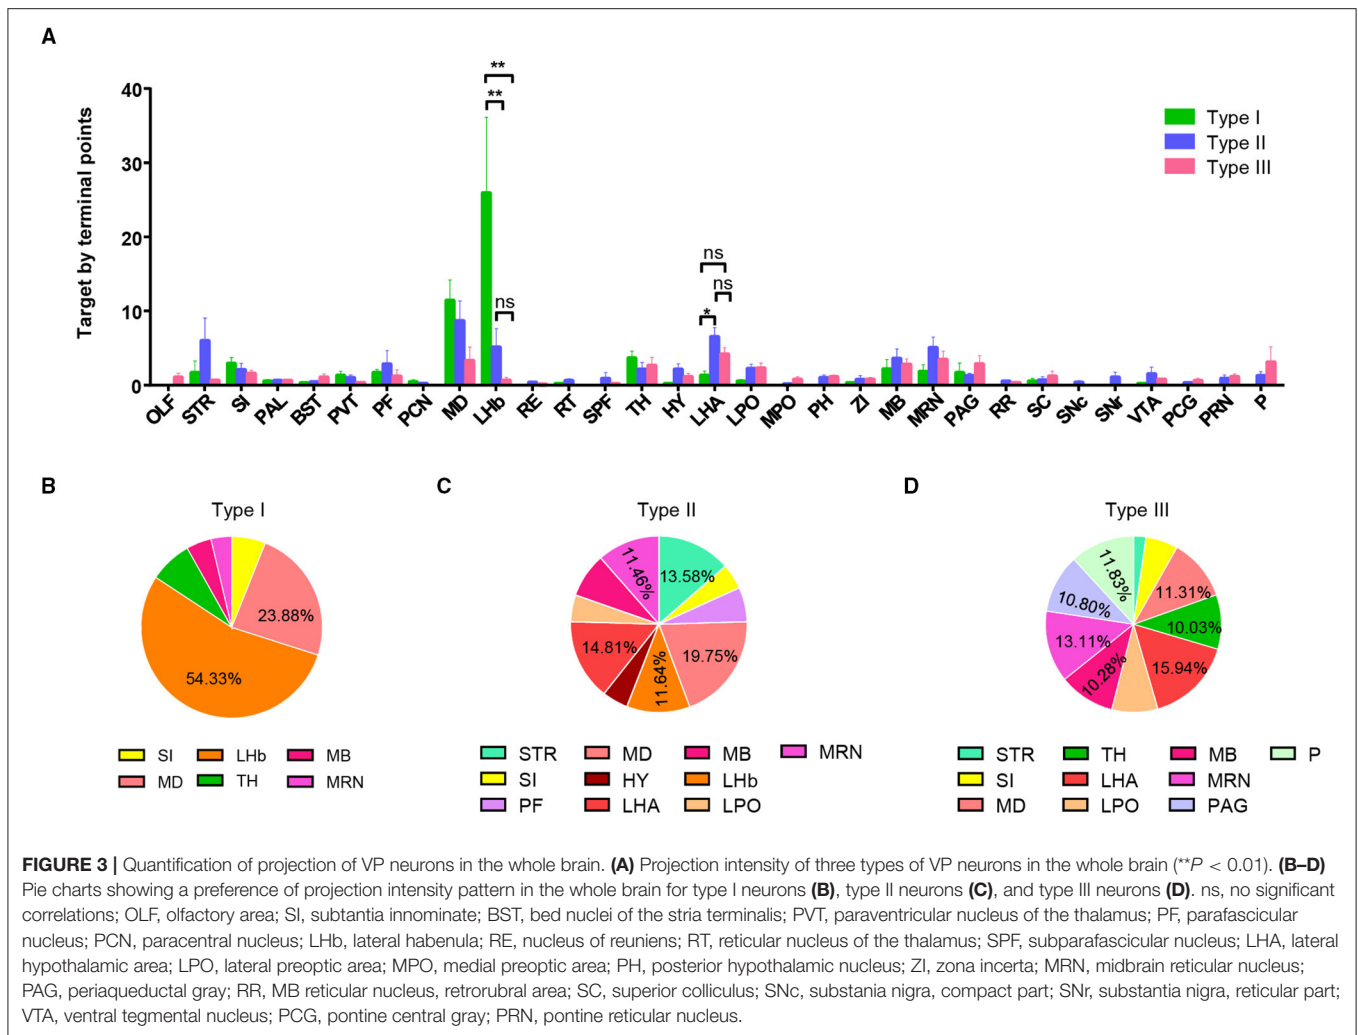 A
**
**
40
30
20
10
0
Target by terminal points
ns
ns
ns
*
Type I
Type II
Type III
OLF STR SI PAL BST PVT PF PCN MD LHb RE RT SPF TH HY LHA LPO MPO PH ZI MB MRN PAG RR SC SNc SNr VTA PCG PRN P
B
Type I
23.88%
54.33%
SI LHb MB
MD TH MRN
C
Type II
11.46%
13.58%
14.81%
19.75%
11.64%
STR MD MB MRN
SI HY LHb
PF LHA LPO
D
Type III
11.83%
11.31%
10.80%
10.03%
13.11%
15.94%
10.28%
STR TH MB P
SI LHA MRN
MD LPO PAG
FIGURE 3 | Quantification of projection of VP neurons in the whole brain. (A) Projection intensity of three types of VP neurons in the whole brain (**P < 0.01). (B–D)
Pie charts showing a preference of projection intensity pattern in the whole brain for type I neurons (B), type II neurons (C), and type III neurons (D). ns, no significant
correlations; OLF, olfactory area; SI, subtantia innominate; BST, bed nuclei of the stria terminalis; PVT, paraventricular nucleus of the thalamus; PF, parafascicular
nucleus; PCN, paracentral nucleus; LHb, lateral habenula; RE, nucleus of reuniens; RT, reticular nucleus of the thalamus; SPF, subparafascicular nucleus; LHA, lateral
hypothalamic area; LPO, lateral preoptic area; MPO, medial preoptic area; PH, posterior hypothalamic nucleus; ZI, zona incerta; MRN, midbrain reticular nucleus;
PAG, periaqueductal gray; RR, MB reticular nucleus, retrorubral area; SC, superior colliculus; SNc, substania nigra, compact part; SNr, substantia nigra, reticular part;
VTA, ventral tegmental nucleus; PCG, pontine central gray; PRN, pontine reticular nucleus.